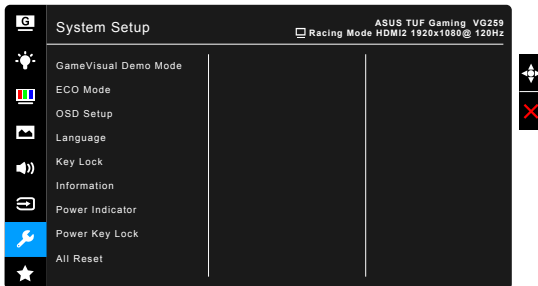 G
System Setup
ASUS TUF Gaming VG259
Racing Mode HDMI2 1920x1080@ 120Hz
GameVisual Demo Mode
ECO Mode
OSD Setup
Language
Key Lock
Information
Power Indicator
Power Key Lock
All Reset